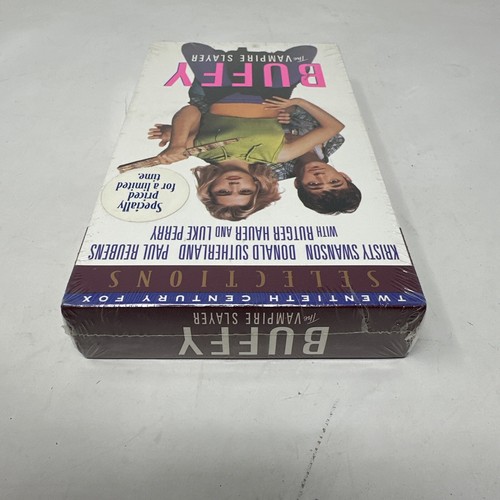 TWENTIETH CENTURY FOX
SELECTIONS
KRISTY SWANSON DONALD SUTHERLAND PAUL REUBENS
WITH RUTGER HAUER AND LUKE PERRY
Specially
priced
for a limited
time.
BUFFY
The VAMPIRE SLAYER
BUFFY
The VAMPIRE SLAYER